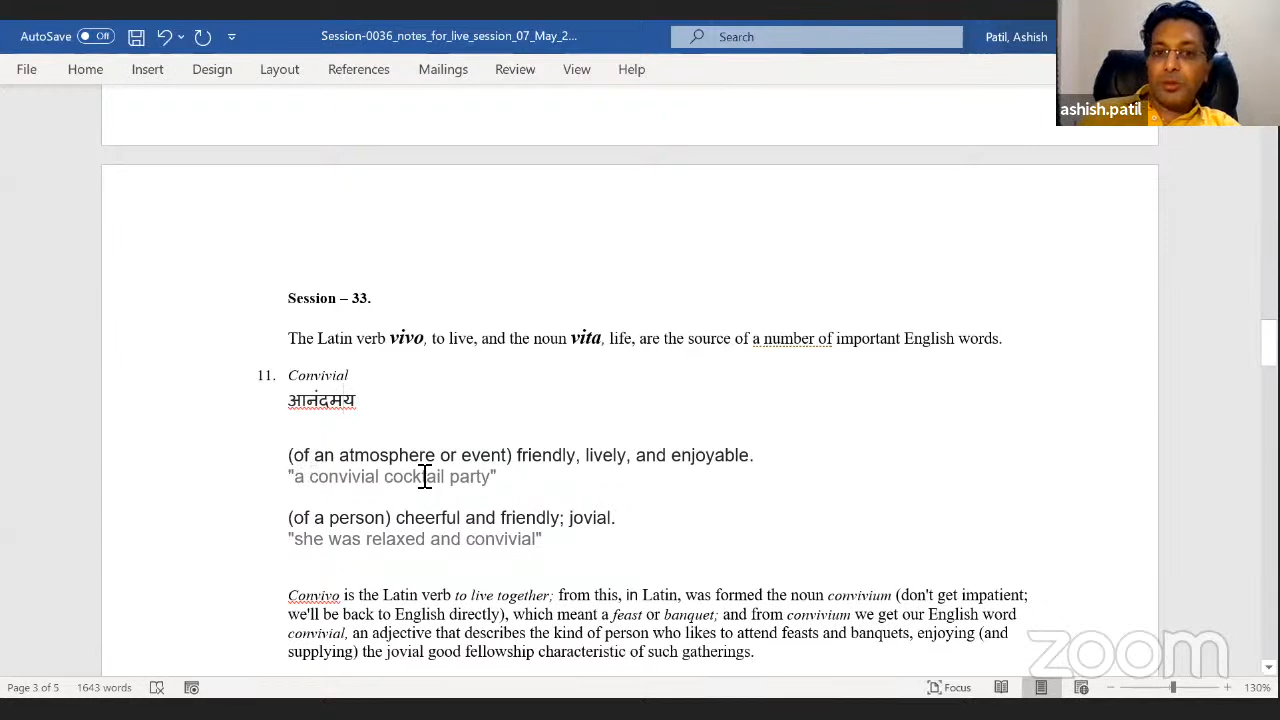 AutoSave Off Session-0036_notes_for_live_session_07_May_2... Search Patil, Ashish
File Home Insert Design Layout References Mailings Review View Help
ashish.patil
Session – 33.
The Latin verb vivo, to live, and the noun vita, life, are the source of a number of important English words.
11. Convivial
आनंदमय
(of an atmosphere or event) friendly, lively, and enjoyable.
"a convivial cocktail party"
(of a person) cheerful and friendly; jovial.
"she was relaxed and convivial"
Convivo is the Latin verb to live together; from this, in Latin, was formed the noun convivium (don't get impatient;
we'll be back to English directly), which meant a feast or banquet; and from convivium we get our English word
convivial, an adjective that describes the kind of person who likes to attend feasts and banquets, enjoying (and
supplying) the jovial good fellowship characteristic of such gatherings.
zoom
Page 3 of 5 1643 words Focus 130%